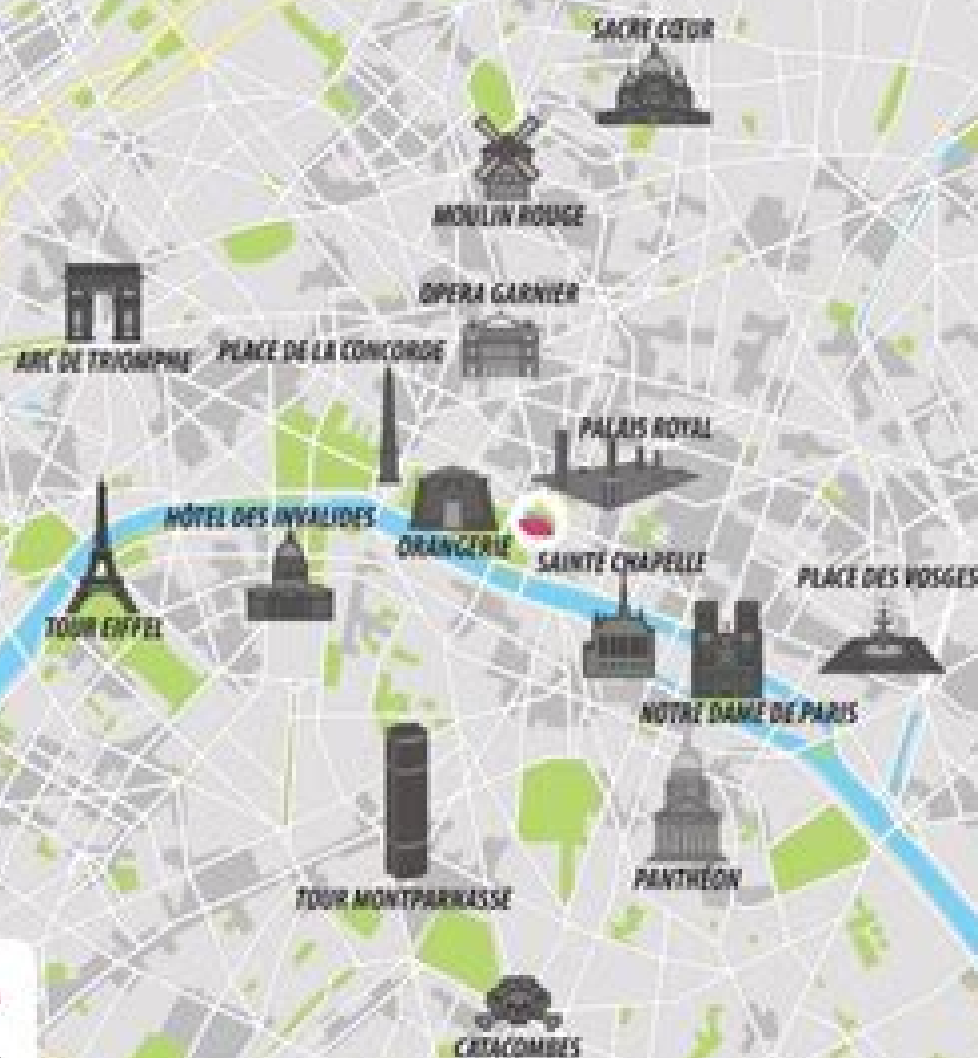 SACRE CŒUR
MOULIN ROUGE
OPERA GARNIER
ARC DE TRIOMPHE
PLACE DE LA CONCORDE
PALAIS ROYAL
HÔTEL DES INVALIDES
ORANGERIE
SAINTE CHAPELLE
PLACE DES VOSGES
TOUR EIFFEL
NOTRE DAME DE PARIS
PANTHÉON
TOUR MONTPARNASSE
CATACOMBES